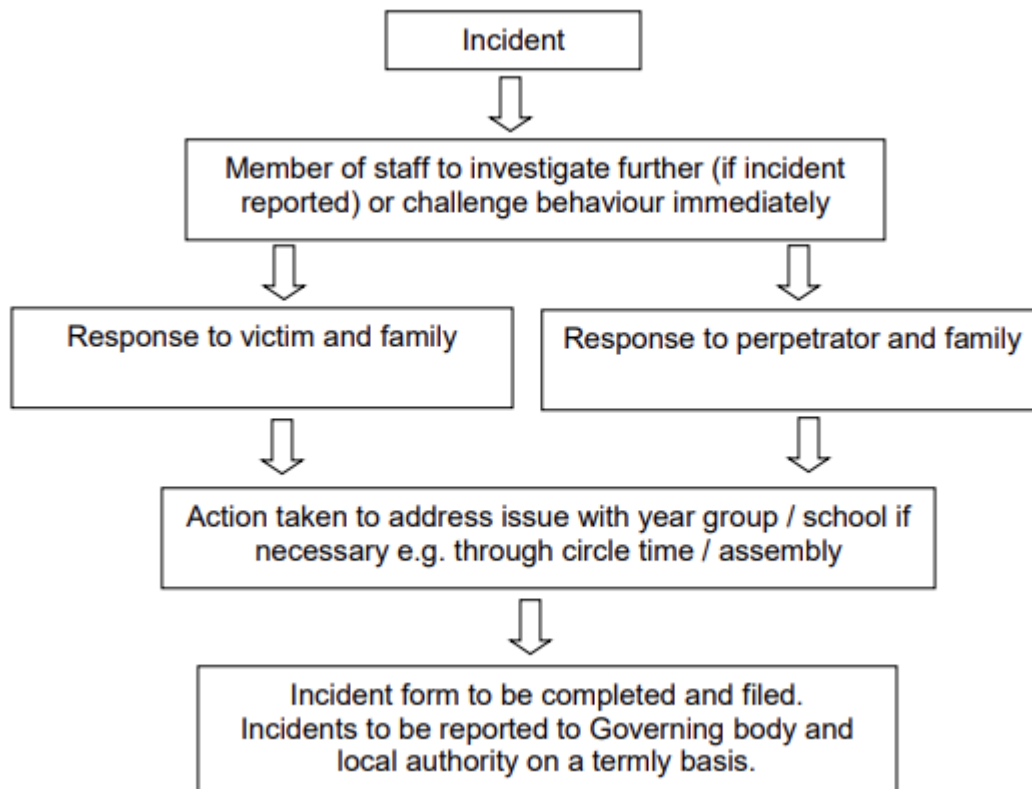 Incident
Member of staff to investigate further (if incident
reported) or challenge behaviour immediately
Response to victim and family
Response to perpetrator and family
Action taken to address issue with year group / school if
necessary e.g. through circle time / assembly
Incident form to be completed and filed.
Incidents to be reported to Governing body and
local authority on a termly basis.